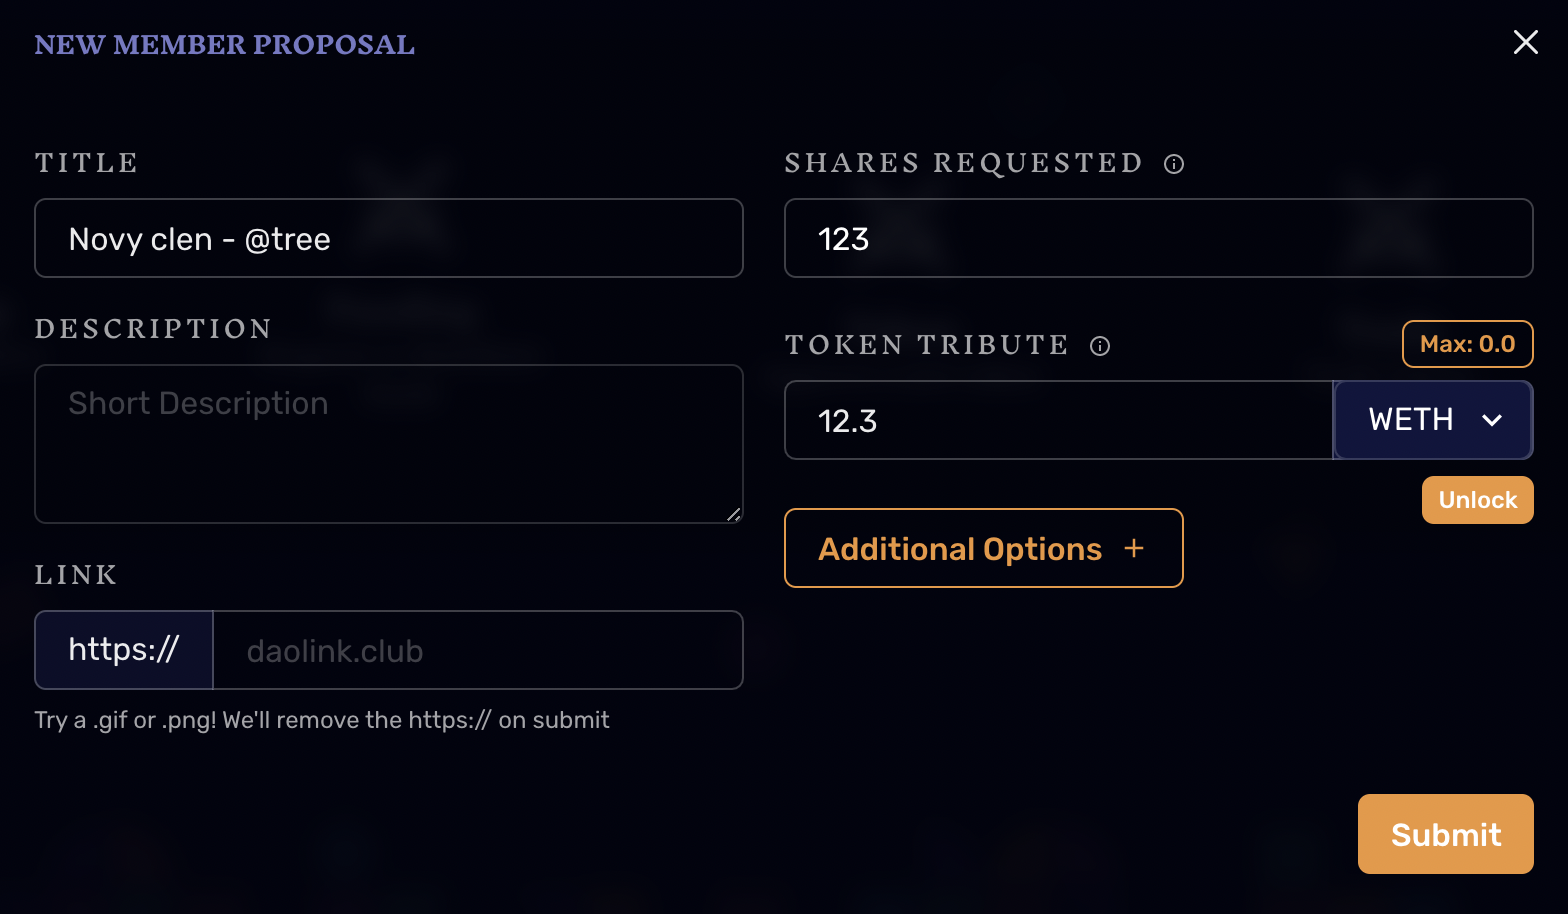 NEW MEMBER PROPOSAL
TITLE
Novy clen - @tree
DESCRIPTION
Short Description
LINK
https://
daolink.club
Try a .gif or .png! We'll remove the https:// on submit
SHARES REQUESTED
123
TOKEN TRIBUTE
Max: 0.0
12.3
WETH
Unlock
Additional Options +
Submit